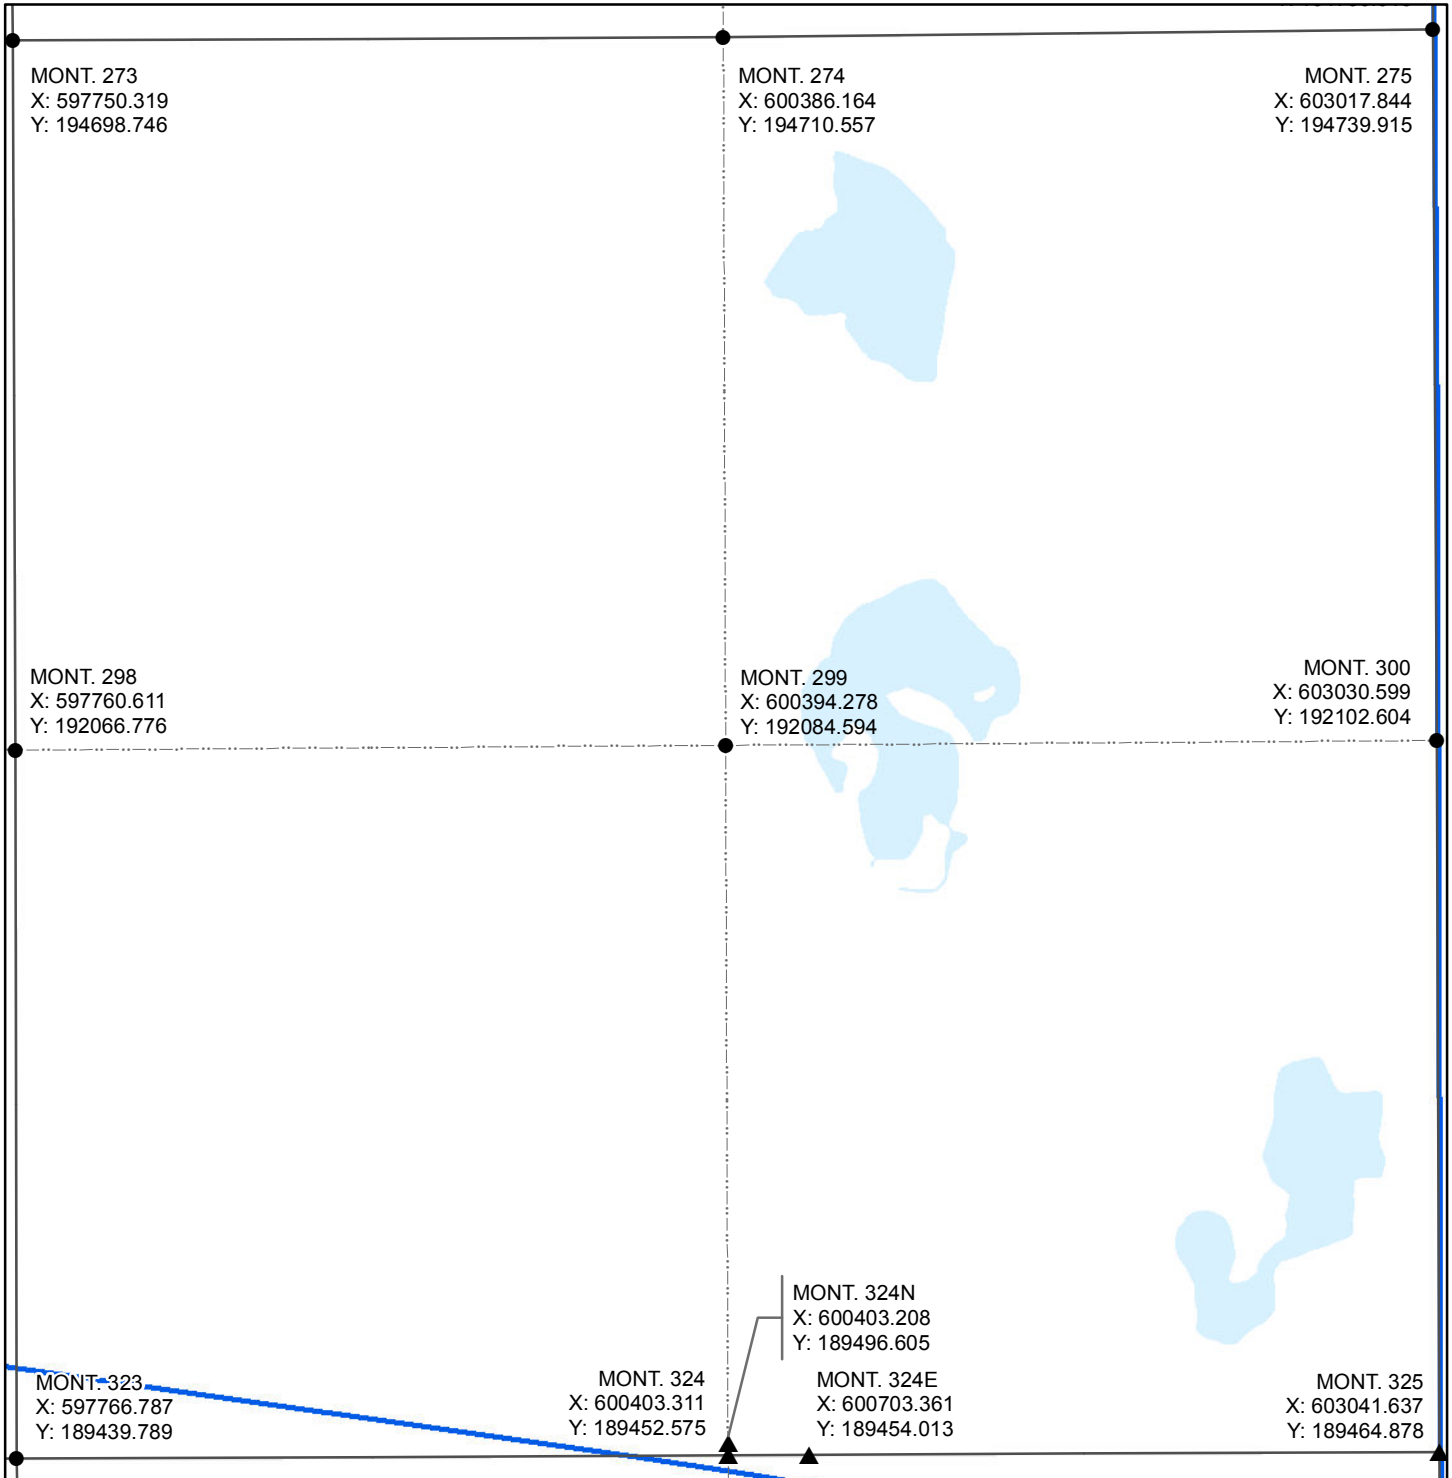 MONT. 273
X: 597750.319
Y: 194698.746
MONT. 274
X: 600386.164
Y: 194710.557
MONT. 275
X: 603017.844
Y: 194739.915
MONT. 298
X: 597760.611
Y: 192066.776
MONT. 299
X: 600394.278
Y: 192084.594
MONT. 300
X: 603030.599
Y: 192102.604
MONT. 324N
X: 600403.208
Y: 189496.605
MONT. 323
X: 597766.787
Y: 189439.789
MONT. 324
X: 600403.311
Y: 189452.575
MONT. 324E
X: 600703.361
Y: 189454.013
MONT. 325
X: 603041.637
Y: 189464.878